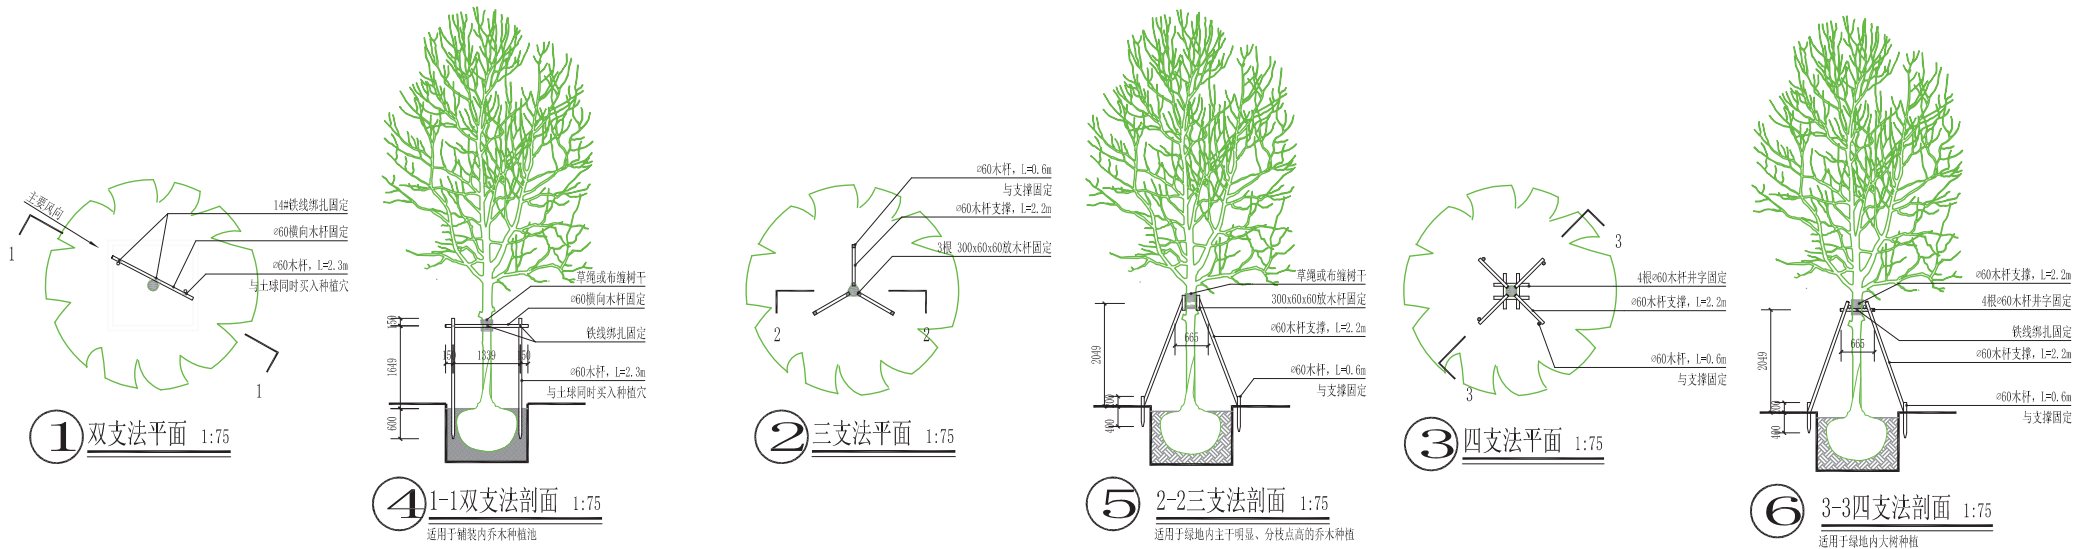 主要风向
1
14#铁线绑扎固定
⌀60横向木杆固定
⌀60木杆，L=2.3m
与土球同时买入种植穴
1
1
双支法平面 1:75
草绳或布缠树干
⌀60横向木杆固定
铁线绑扎固定
150
1649
600
150
1339
150
⌀60木杆，L=2.3m
与土球同时买入种植穴
4
1-1双支法剖面 1:75
适用于铺装内乔木种植池
⌀60木杆，L=0.6m
与支撑固定
⌀60木杆支撑，L=2.2m
3根 300x60x60放木杆固定
2
2
2
三支法平面 1:75
草绳或布缠树干
300x60x60放木杆固定
⌀60木杆支撑，L=2.2m
665
2049
200
400
⌀60木杆，L=0.6m
与支撑固定
5
2-2三支法剖面 1:75
适用于绿地内主干明显、分枝点高的乔木种植
3
4根⌀60木杆井字固定
⌀60木杆支撑，L=2.2m
⌀60木杆，L=0.6m
与支撑固定
3
3
四支法平面 1:75
⌀60木杆支撑，L=2.2m
4根⌀60木杆井字固定
铁线绑扎固定
⌀60木杆支撑，L=2.2m
665
2049
200
400
⌀60木杆，L=0.6m
与支撑固定
6
3-3四支法剖面 1:75
适用于绿地内大树种植